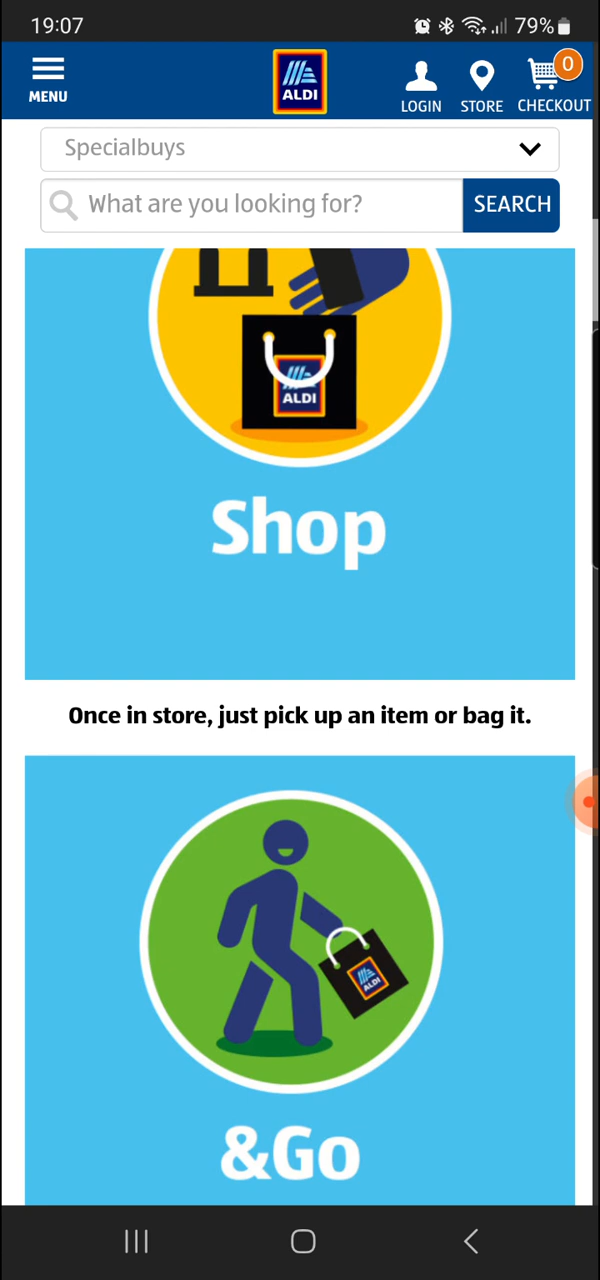 19:07
79%
MENU
ALDI
LOGIN
STORE
0
CHECKOUT
Specialbuys
What are you looking for?
SEARCH
ALDI
Shop
Once in store, just pick up an item or bag it.
ALDI
&Go